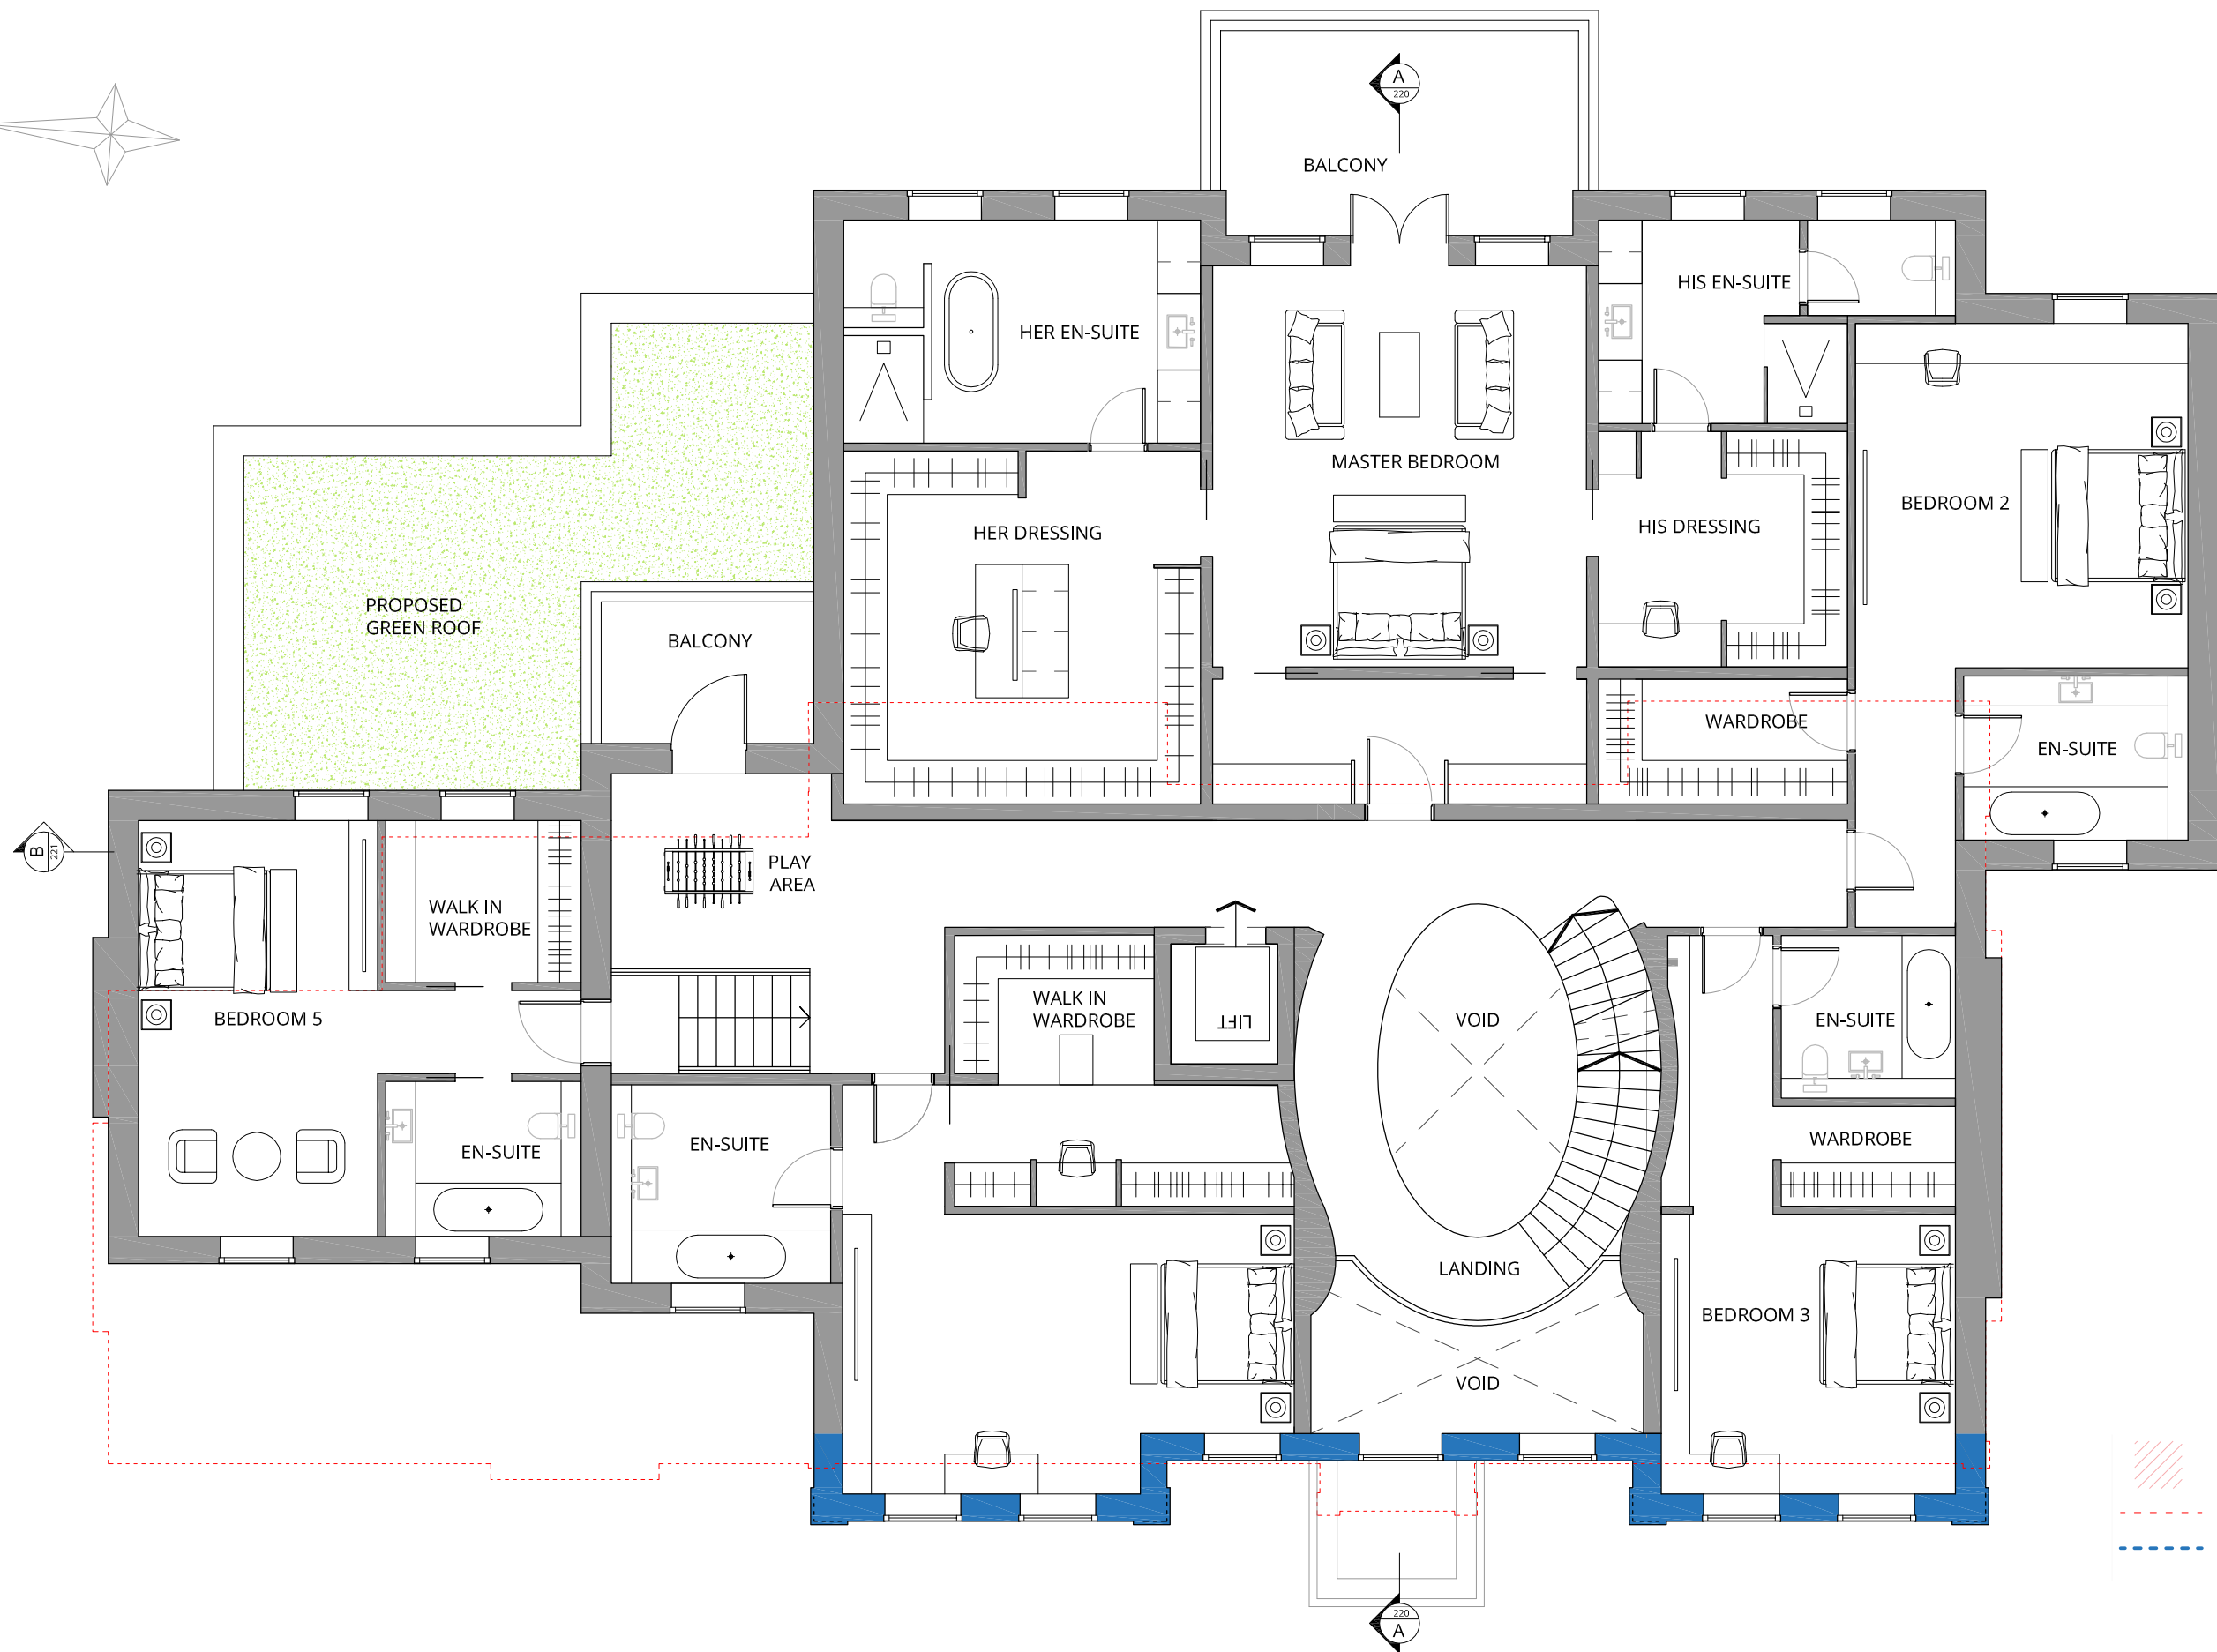 A
220
BALCONY
HIS EN-SUITE
HER EN-SUITE
MASTER BEDROOM
BEDROOM 2
HER DRESSING
HIS DRESSING
PROPOSED
GREEN ROOF
BALCONY
WARDROBE
EN-SUITE
B
221
PLAY
AREA
WALK IN
WARDROBE
WALK IN
WARDROBE
LIFT
VOID
EN-SUITE
BEDROOM 5
EN-SUITE
EN-SUITE
WARDROBE
LANDING
BEDROOM 3
VOID
220
A